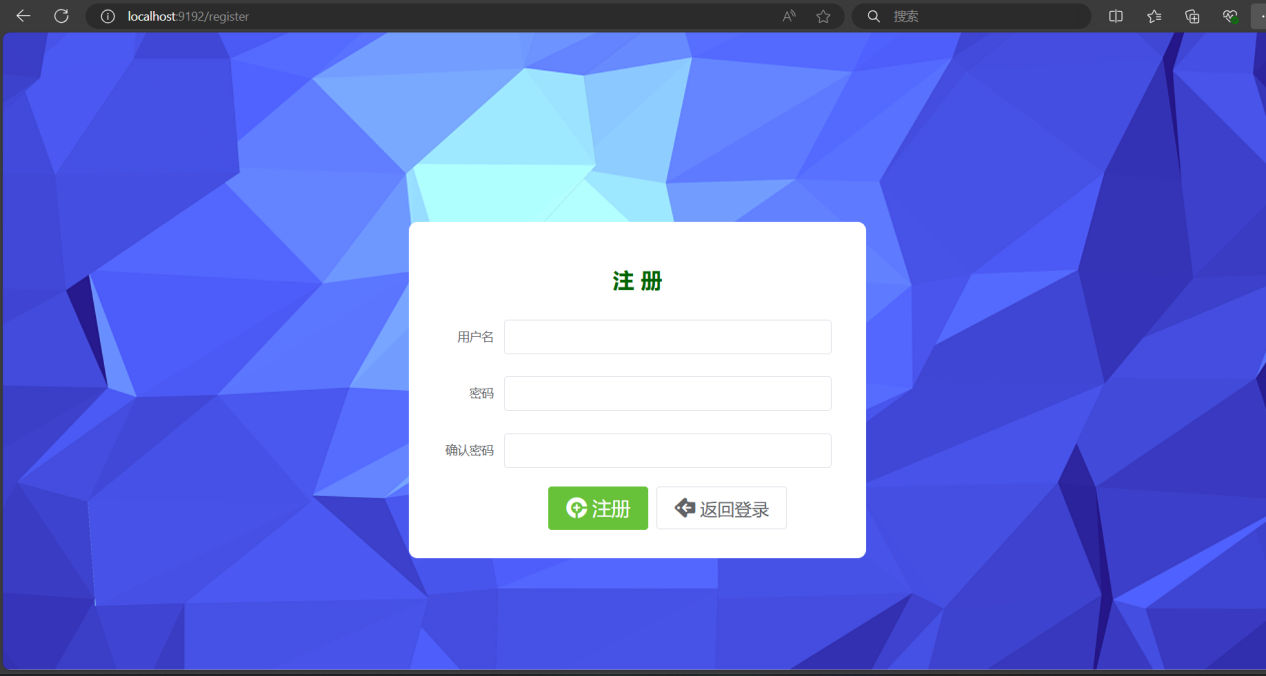 localhost:9192/register
搜索
注 册
用户名
密码
确认密码
注册
返回登录